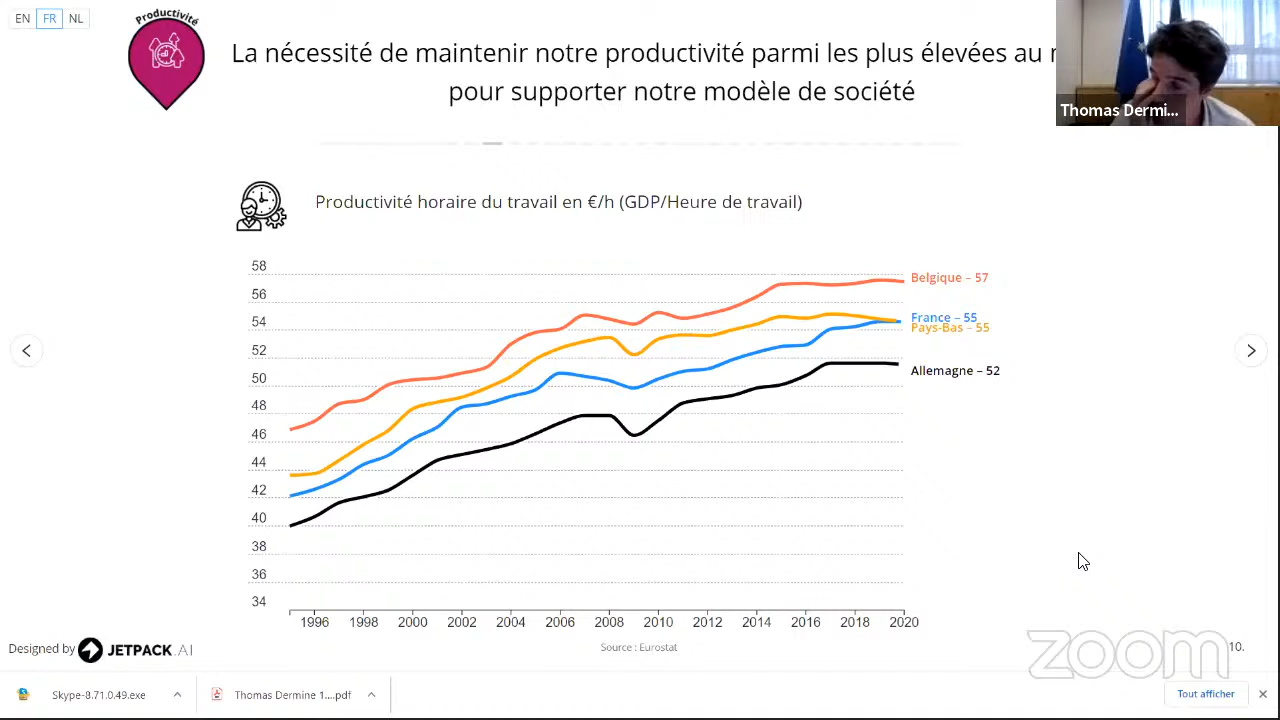 EN FR NL
Productivité
La nécessité de maintenir notre productivité parmi les plus élevées au
pour supporter notre modèle de société
Thomas Dermi...
Productivité horaire du travail en €/h (GDP/Heure de travail)
58
56
54
52
50
48
46
44
42
40
38
36
34
Belgique – 57
France – 55
Pays-Bas – 55
Allemagne – 52
1996 1998 2000 2002 2004 2006 2008 2010 2012 2014 2016 2018 2020
Designed by JETPACK.AI
Source : Eurostat
zoom
10.
Skype-8.71.0.49.exe
Thomas Dermine 1....pdf
Tout afficher